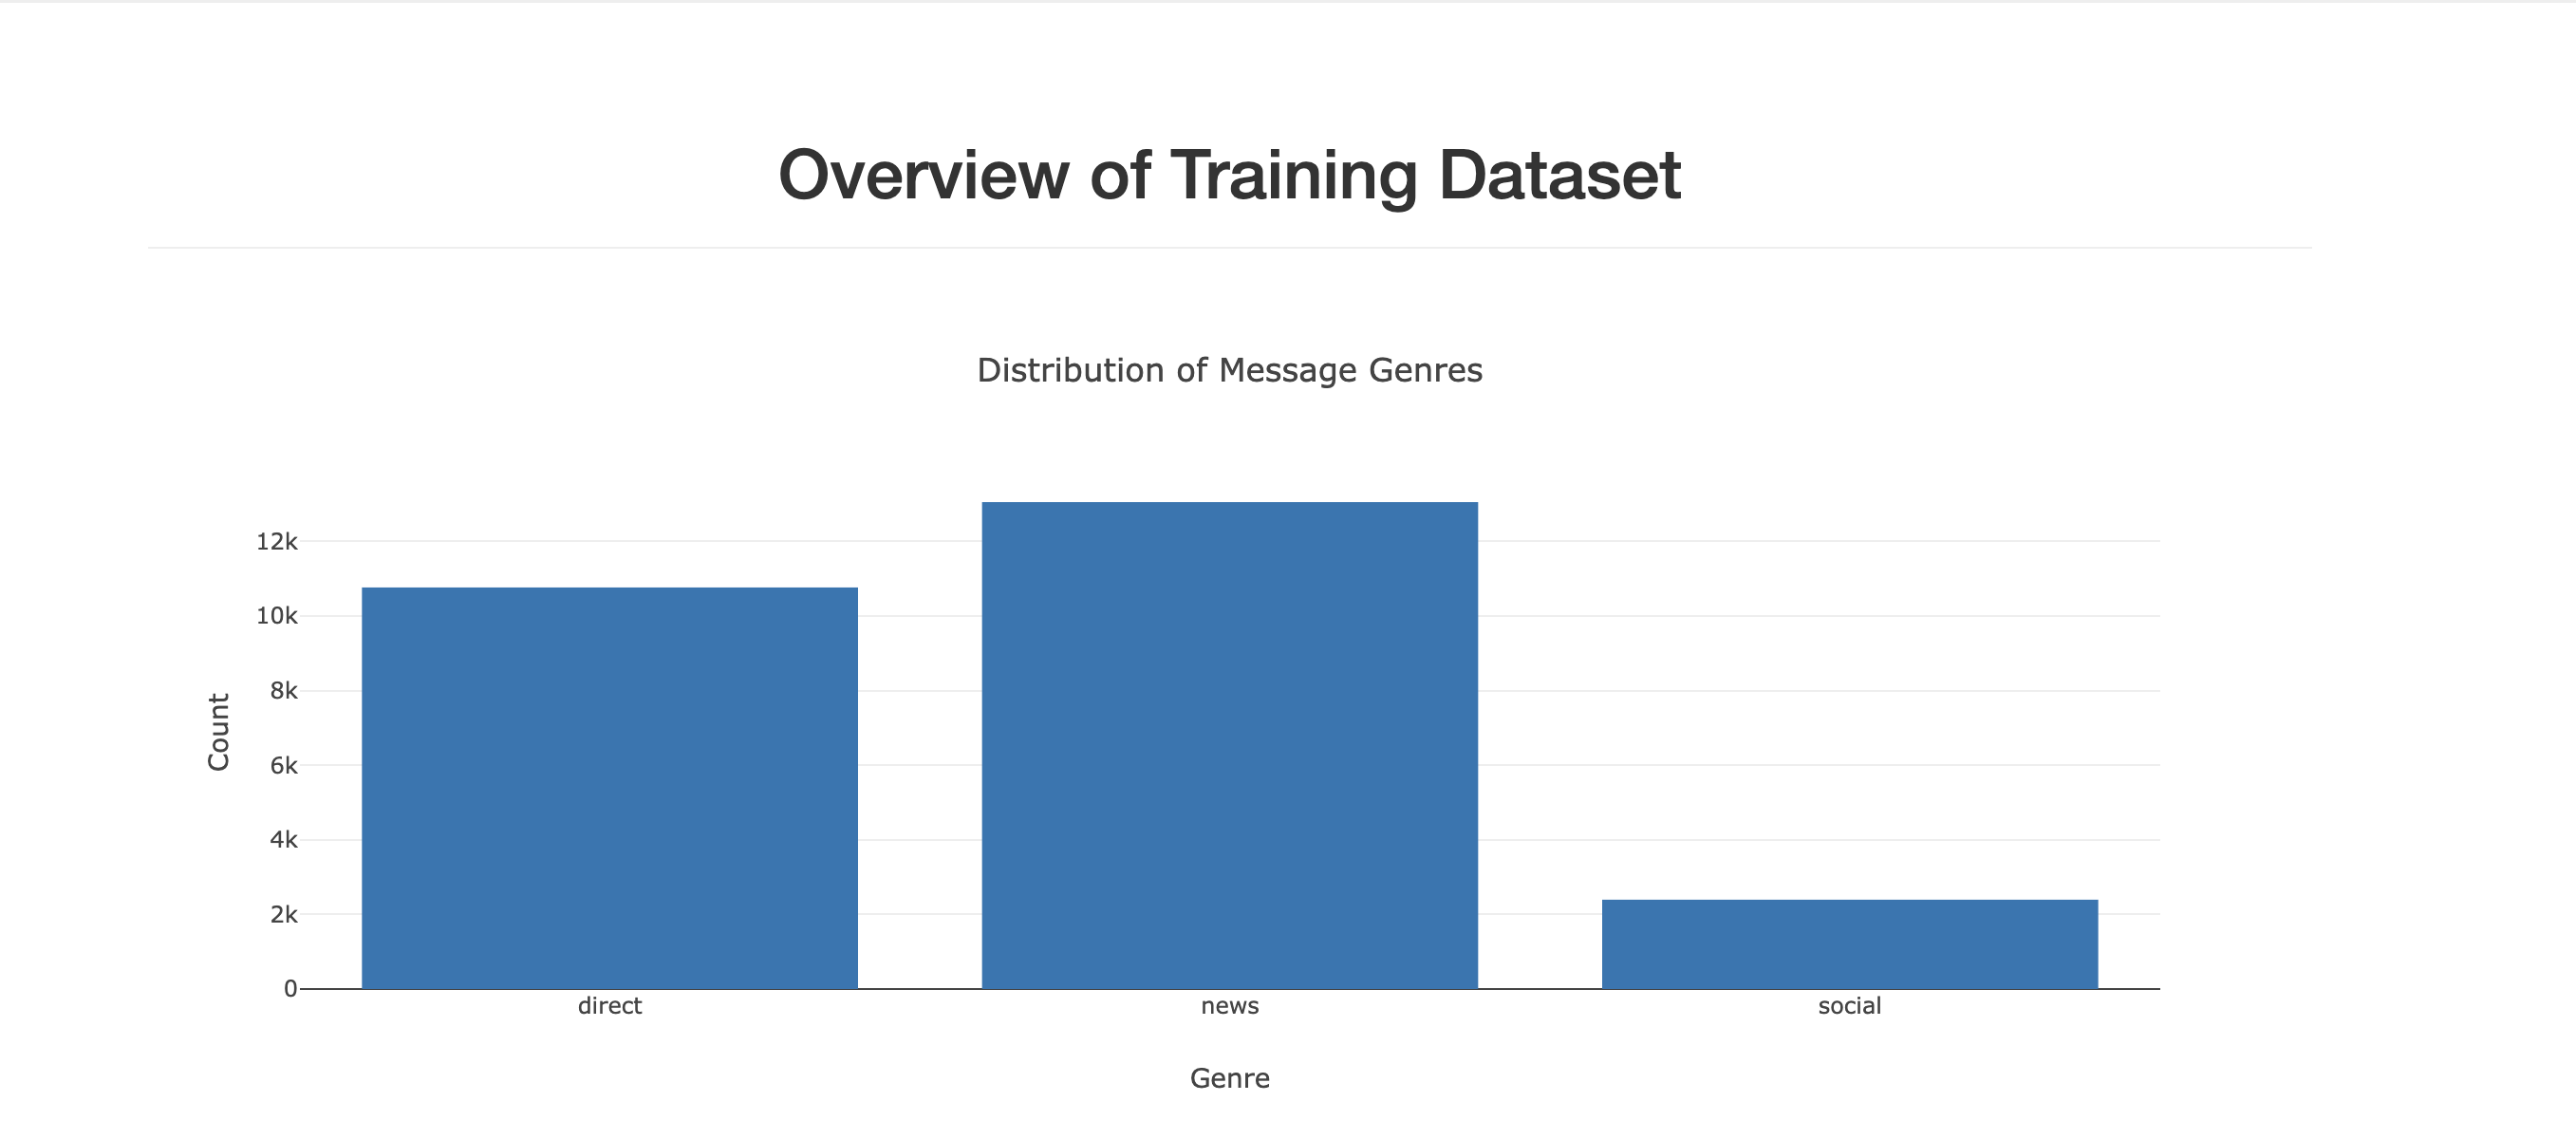 Overview of Training Dataset
Distribution of Message Genres
12k
10k
8k
6k
4k
2k
0
Count
direct
news
social
Genre